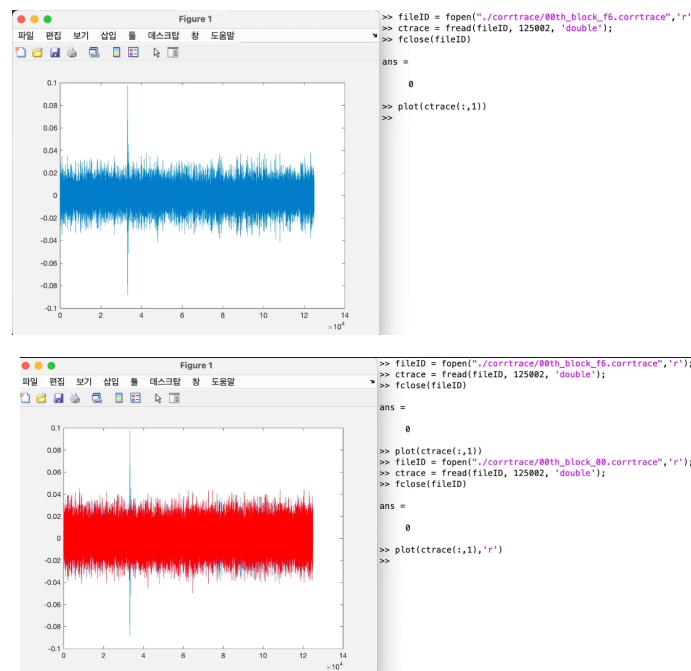 Figure 1
파일 편집 보기 삽입 툴 데스크탑 창 도움말
0.1
0.08
0.06
0.04
0.02
0
-0.02
-0.04
-0.06
-0.08
-0.1
0 2 4 6 8 10 12 14
×10⁴
>> fileID = fopen("./corrtrace/00th_block_f6.corrtrace",'r'
>> ctrace = fread(fileID, 125002, 'double');
>> fclose(fileID)
ans =
0
>> plot(ctrace(:,1))
>>
Figure 1
파일 편집 보기 삽입 툴 데스크탑 창 도움말
0.1
0.08
0.06
0.04
0.02
0
-0.02
-0.04
-0.06
-0.08
-0.1
0 2 4 6 8 10 12 14
×10⁴
>> fileID = fopen("./corrtrace/00th_block_f6.corrtrace",'r');
>> ctrace = fread(fileID, 125002, 'double');
>> fclose(fileID)
ans =
0
>> plot(ctrace(:,1))
>> fileID = fopen("./corrtrace/00th_block_00.corrtrace",'r');
>> ctrace = fread(fileID, 125002, 'double');
>> fclose(fileID)
ans =
0
>> plot(ctrace(:,1),'r')
>>